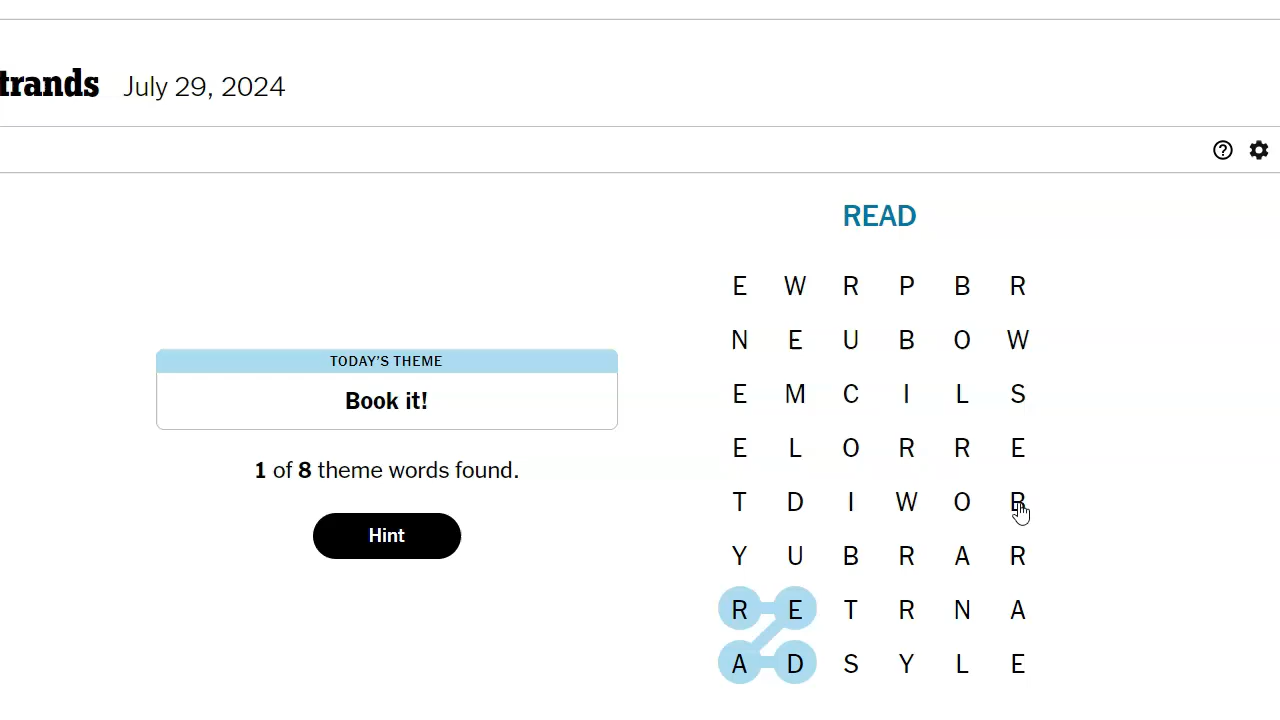 trands July 29, 2024
READ
E W R P B R
N E U B O W
E M C I L S
E L O R R E
T D I W O B
Y U B R A R
R E T R N A
A D S Y L E
TODAY'S THEME
Book it!
1 of 8 theme words found.
Hint